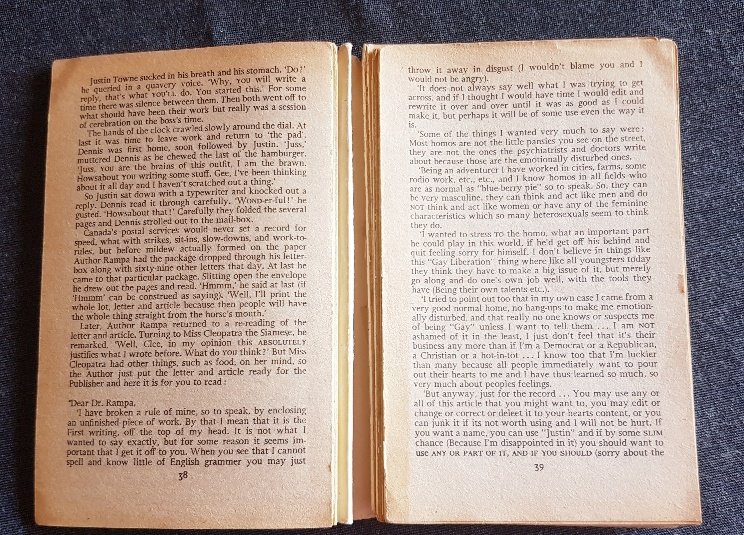 Justin Towne sucked in his breath and his stomach. 'Do?'
he queried in a quavery voice. 'Why, you will write a
reply, that's what YOU'LL do. You started this.' For some
time there was silence between them. Then both went off to
what should have been their work but really was a session
of cerebration on the boss's time.
The hands of the clock crawled slowly around the dial. At
last it was time to leave work and return to 'the pad'.
Dennis was first home, soon followed by Justin. 'Juss,'
muttered Dennis as he chewed the last of the hamburger.
'Juss, you are the brains of this outfit, I am the brawn.
Howsabout you writing some stuff. Gee, I've been thinking
about it all day and I haven't scratched out a thing.'
So Justin sat down with a typewriter and knocked out a
reply. Dennis read it through carefully. 'WONDER-ful!' he
gusted. 'Howsabout that!' Carefully they folded the several
pages and Dennis strolled out to the mail-box.
Canada's postal services would never set a record for
speed, what with strikes, sit-ins, slow-downs, and work-to-
rules, but before mildew actually formed on the paper
Author Rampa had the package dropped through his letter-
box along with sixty-nine other letters that day. At last he
came to that particular package. Slitting open the envelope
he drew out the pages and read. 'Hmmm,' he said at last (if
'Hmmm' can be construed as saying). 'Well, I'll print the
whole lot, letter and article because then people will have
the whole thing straight from the horse's mouth.'
Later, Author Rampa returned to a re-reading of the
letter and article. Turning to Miss Cleopatra the Siamese, he
remarked, 'Well, Cleo, in my opinion this ABSOLUTELY
justifies what I wrote before. What do YOU think?' But Miss
Cleopatra had other things, such as food, on her mind, so
the Author just put the letter and article ready for the
Publisher and here it is for you to read:
'Dear Dr. Rampa,
'I have broken a rule of mine, so to speak, by enclosing
an unfinished piece of work. By that I mean that it is the
First writing, off the top of my head. It is not what I
wanted to say exactly, but for some reason it seems im-
portant that I get it off to you. When you see that I cannot
spell and know little of English grammer you may just
38
throw it away in disgust (I wouldn't blame you and I
would not be angry).
'It does not always say well what I was trying to get
across, and if I thought I would have time I would edit and
rewrite it over and over until it was as good as I could
make it, but perhaps it will be of some use even the way it
is.
'Some of the things I wanted very much to say were:
Most homos are not the little pansies you see on the street,
they are not the ones the psychiatrists and doctors write
about because those are the emotionally disturbed ones.
'Being an adventurer I have worked in cities, farms, some
rodio work, etc., etc., and I know homos in all fields who
are as normal as "blue-berry pie" so to speak. So, they can
be very masculine, they can think and act like men and do
NOT think and act like women or have any of the feminine
characteristics which so many heterosexuals seem to think
they do.
'I wanted to stress TO the homo, what an important part
he could play in this world, if he'd get off his behind and
quit feeling sorry for himself. I don't believe in things like
this "Gay Liberation" thing where like all youngsters today
they think they have to make a big issue of it, but merely
go along and do one's own job well, with the tools they
have (Being their own talents etc.,).
'I tried to point out too that in my own case I came from a
very good normal home, no hang-ups to make me emotion-
ally disturbed, and that really no one knows or suspects me
of being "Gay" unless I want to tell them . . . I am NOT
ashamed of it in the least, I just don't feel that it's their
business any more than if I'm a Democrat or a Republican,
a Christian or a hot-in-tot . . . I know too that I'm luckier
than many because all people immediately want to pour
out their hearts to me and I have thus learned so much, so
very much about peoples feelings.
'But anyway, just for the record . . . You may use any or
all of this article that you might want to, you may edit or
change or correct or deleet it to your hearts content, or you
can junk it if its not worth using and I will not be hurt. If
you want a name, you can use "Justin" and if by some SLIM
chance (Because I'm disappointed in it) you should want to
use ANY OR PART OF IT, AND IF YOU SHOULD (sorry about the
39